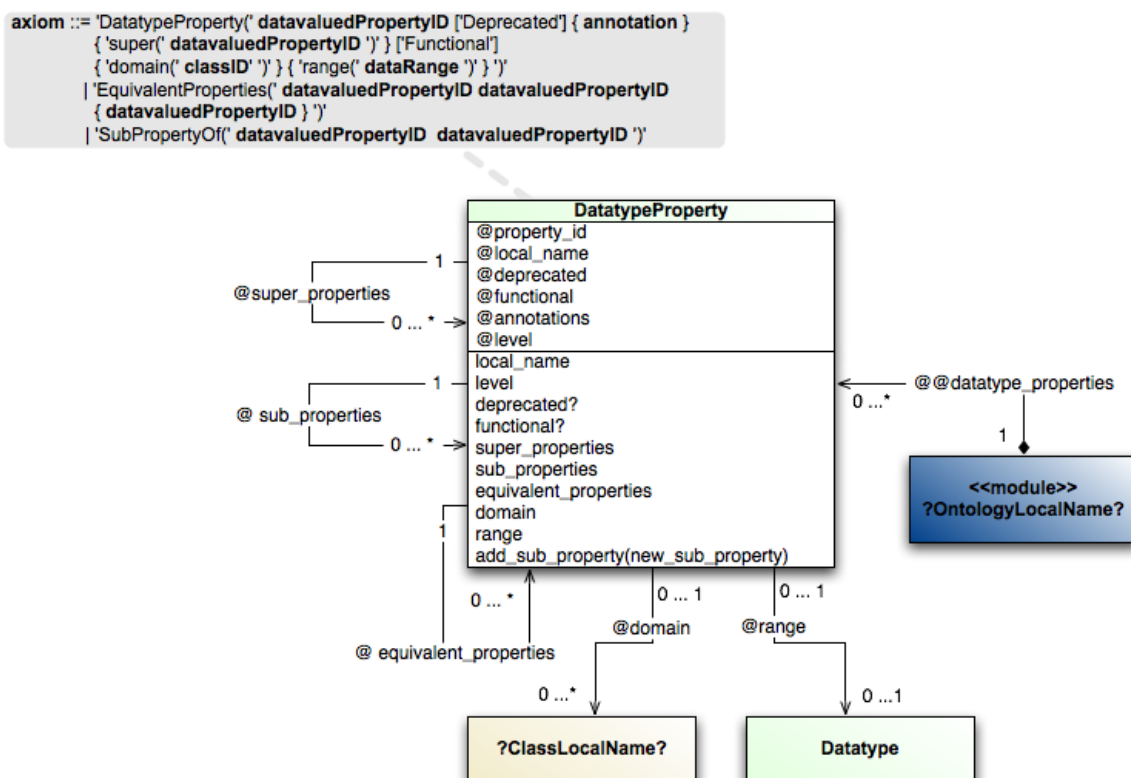 axiom ::= 'DatatypeProperty(' datavaluedPropertyID ['Deprecated'] { annotation }
{ 'super(' datavaluedPropertyID ')' } ['Functional']
{ 'domain(' classID' ')' } { 'range(' dataRange ')' } ')'
| 'EquivalentProperties(' datavaluedPropertyID datavaluedPropertyID
{ datavaluedPropertyID } ')'
| 'SubPropertyOf(' datavaluedPropertyID datavaluedPropertyID ')'
DatatypeProperty
@property_id
@local_name
@deprecated
@functional
@annotations
@level
local_name
level
deprecated?
functional?
super_properties
sub_properties
equivalent_properties
domain
range
add_sub_property(new_sub_property)
1
@super_properties
0 ... *
1
@ sub_properties
0 ... *
1
0 ... *
@ equivalent_properties
@@datatype_properties
0 ...*
1
<<module>>
?OntologyLocalName?
0 ... 1
@domain
0 ...*
0 ... 1
@range
0 ...1
?ClassLocalName?
Datatype